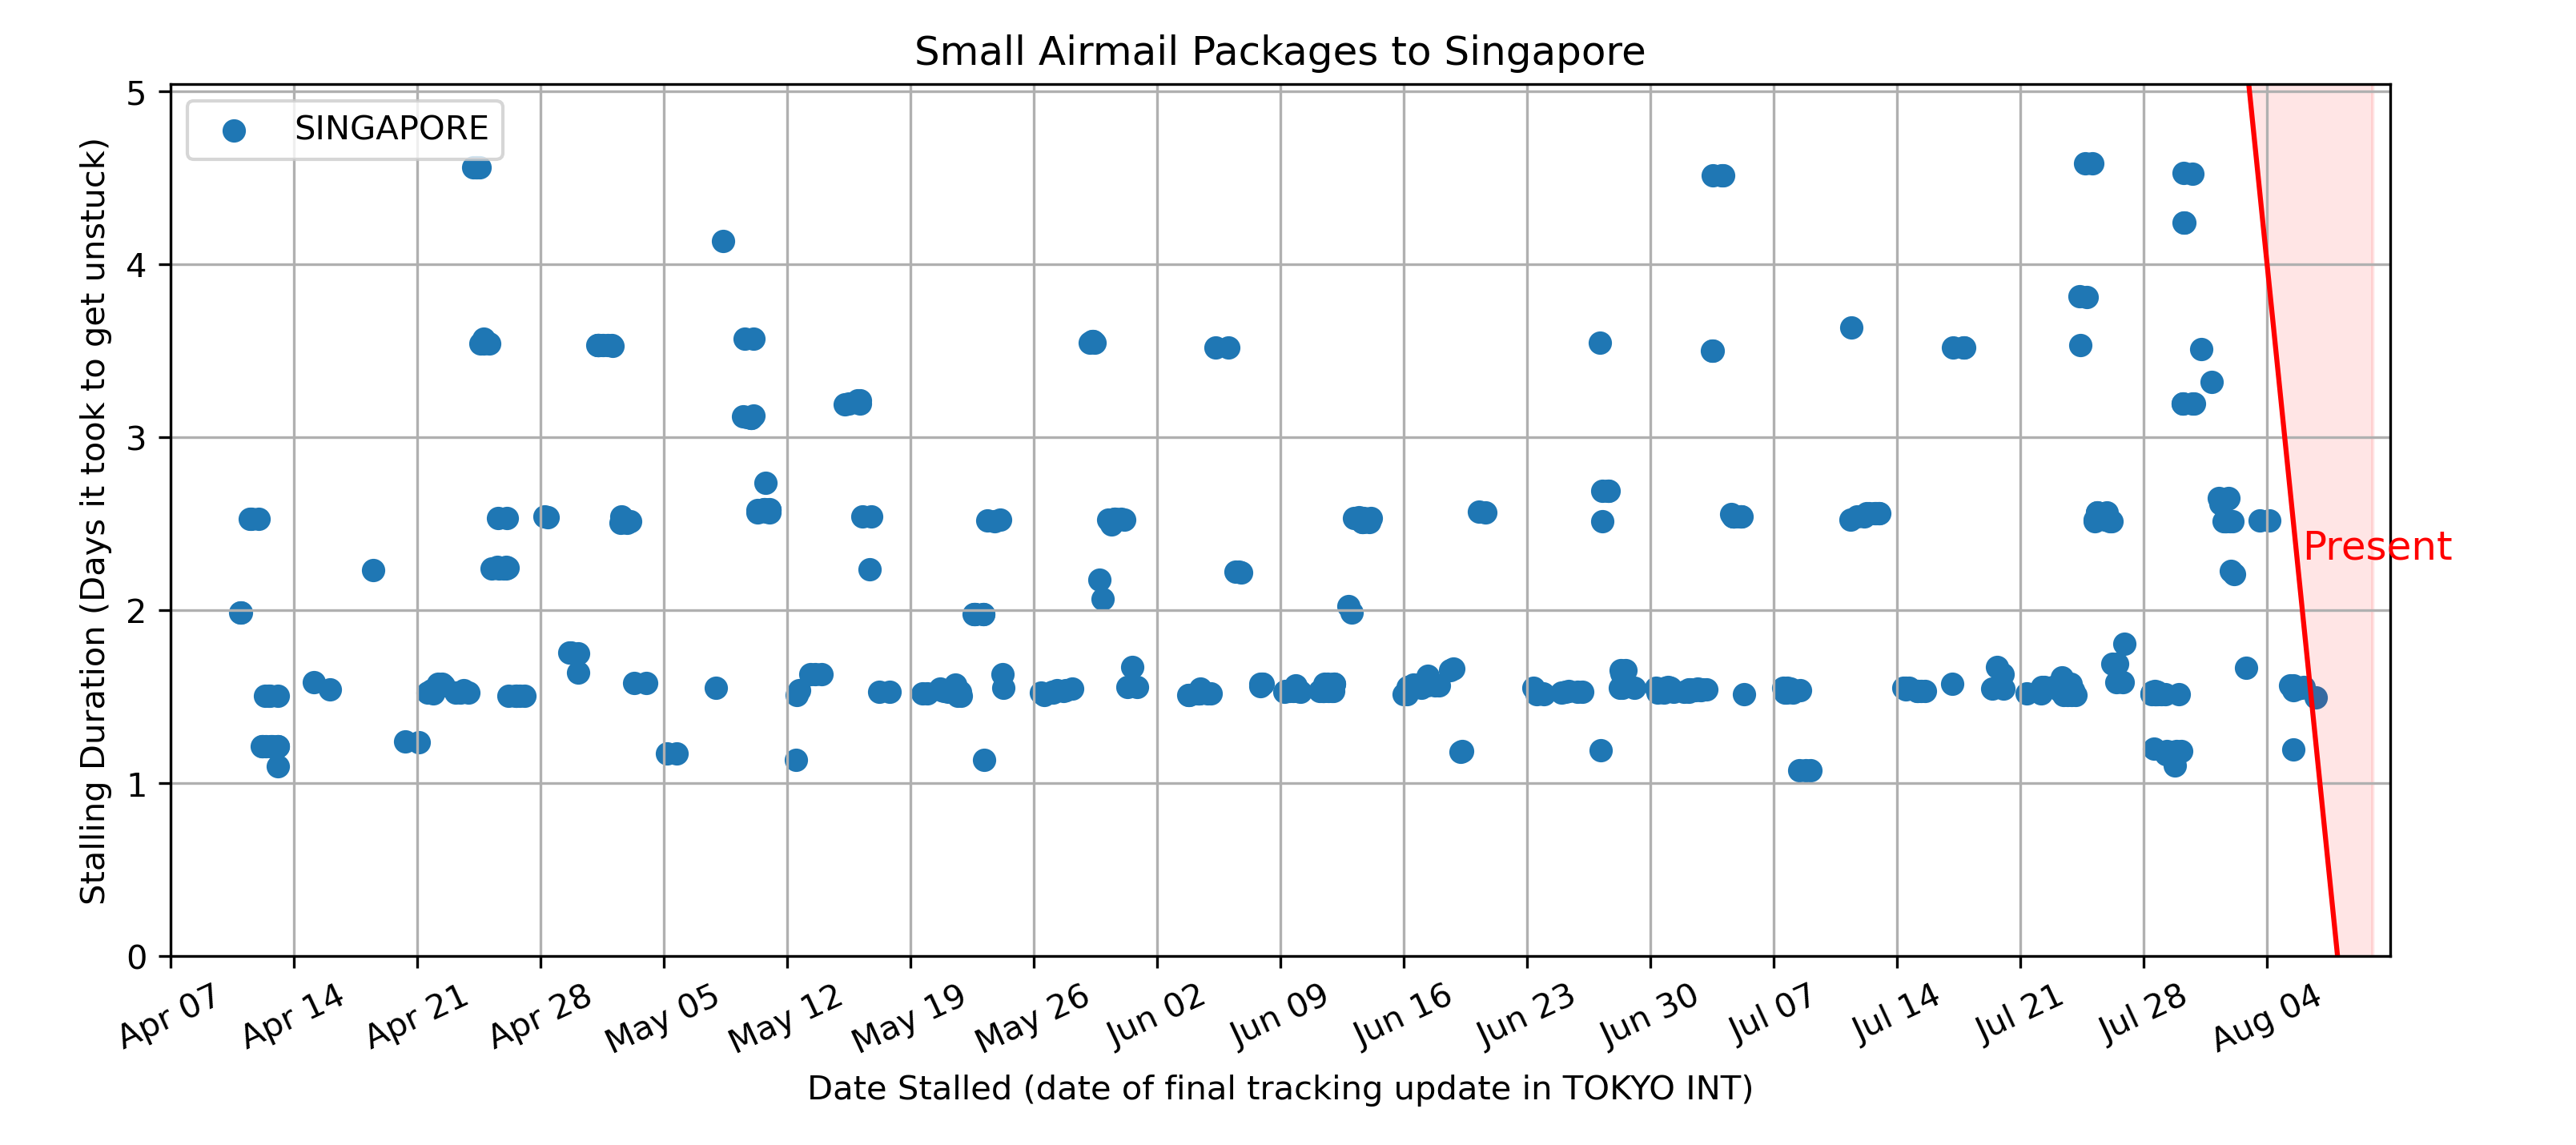 Small Airmail Packages to Singapore
SINGAPORE
Stalling Duration (Days it took to get unstuck)
5
4
3
2
1
0
Present
Apr 07
Apr 14
Apr 21
Apr 28
May 05
May 12
May 19
May 26
Jun 02
Jun 09
Jun 16
Jun 23
Jun 30
Jul 07
Jul 14
Jul 21
Jul 28
Aug 04
Date Stalled (date of final tracking update in TOKYO INT)